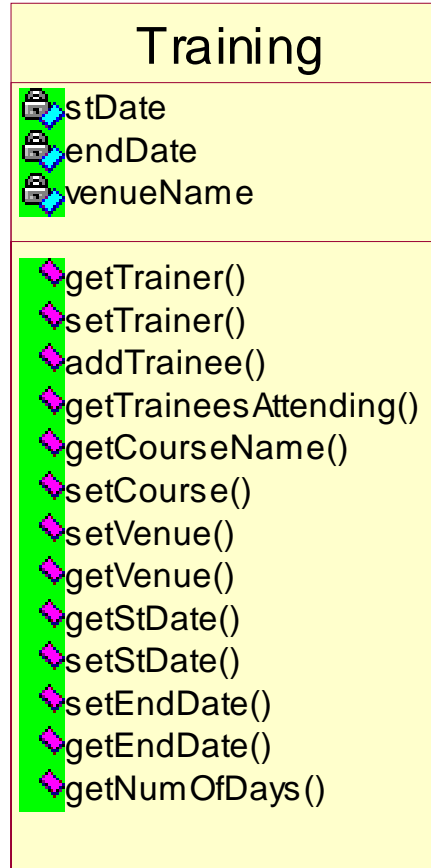 Training
stDate
endDate
venueName
getTrainer()
setTrainer()
addTrainee()
getTraineesAttending()
getCourseName()
setCourse()
setVenue()
getVenue()
getStDate()
setStDate()
setEndDate()
getEndDate()
getNumOfDays()